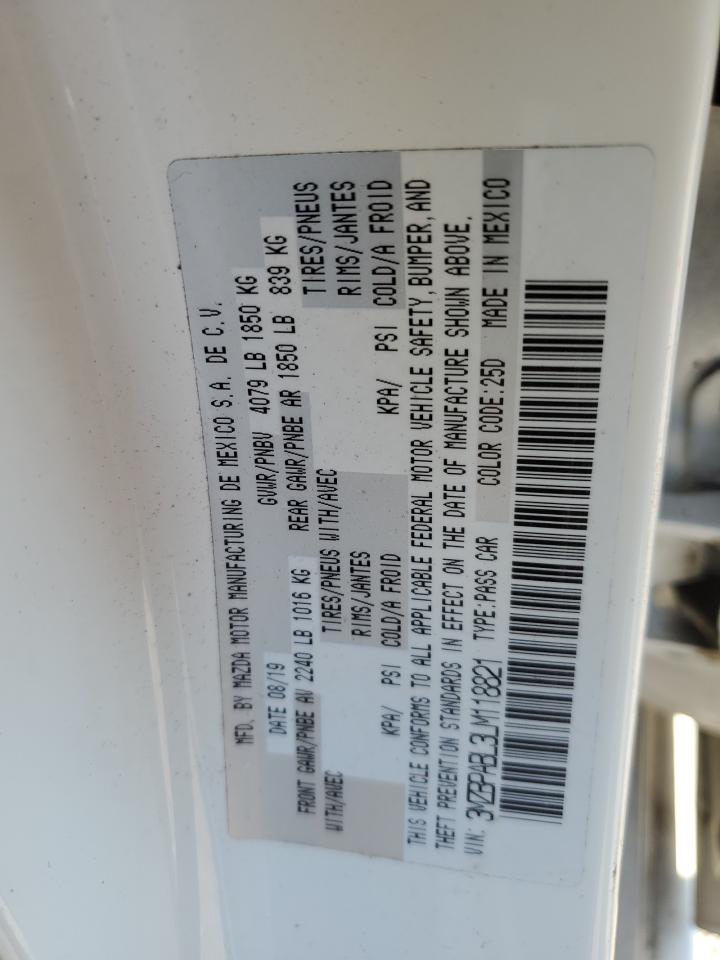 MFD. BY MAZDA MOTOR MANUFACTURING DE MEXICO S.A. DE C.V.
DATE 08/19 GVWR/PNBV 4079 LB 1850 KG
FRONT GAWR/PNBE AV 2240 LB 1016 KG REAR GAWR/PNBE AR 1850 LB 839 KG
WITH/AVEC TIRES/PNEUS WITH/AVEC TIRES/PNEUS
RIMS/JANTES RIMS/JANTES
KPA/ PSI COLD/A FROID KPA/ PSI COLD/A FROID
THIS VEHICLE CONFORMS TO ALL APPLICABLE FEDERAL MOTOR VEHICLE SAFETY, BUMPER, AND
THEFT PREVENTION STANDARDS IN EFFECT ON THE DATE OF MANUFACTURE SHOWN ABOVE.
VIN: 3MZBPABL3LM118821 TYPE:PASS CAR COLOR CODE:25D MADE IN MEXICO